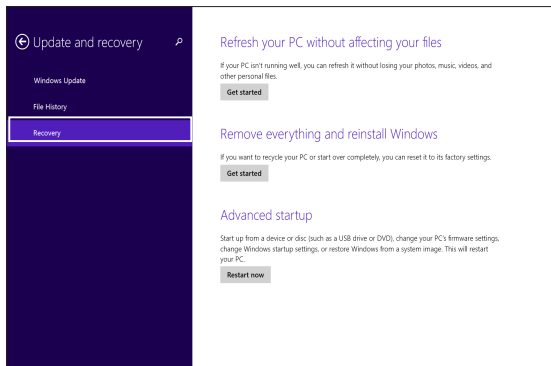 Update and recovery
Windows Update
File History
Recovery
Refresh your PC without affecting your files
If your PC isn't running well, you can refresh it without losing your photos, music, videos, and
other personal files.
Get started
Remove everything and reinstall Windows
If you want to recycle your PC or start over completely, you can reset it to its factory settings.
Get started
Advanced startup
Start up from a device or disc (such as a USB drive or DVD), change your PC's firmware settings,
change Windows startup settings, or restore Windows from a system image. This will restart
your PC.
Restart now